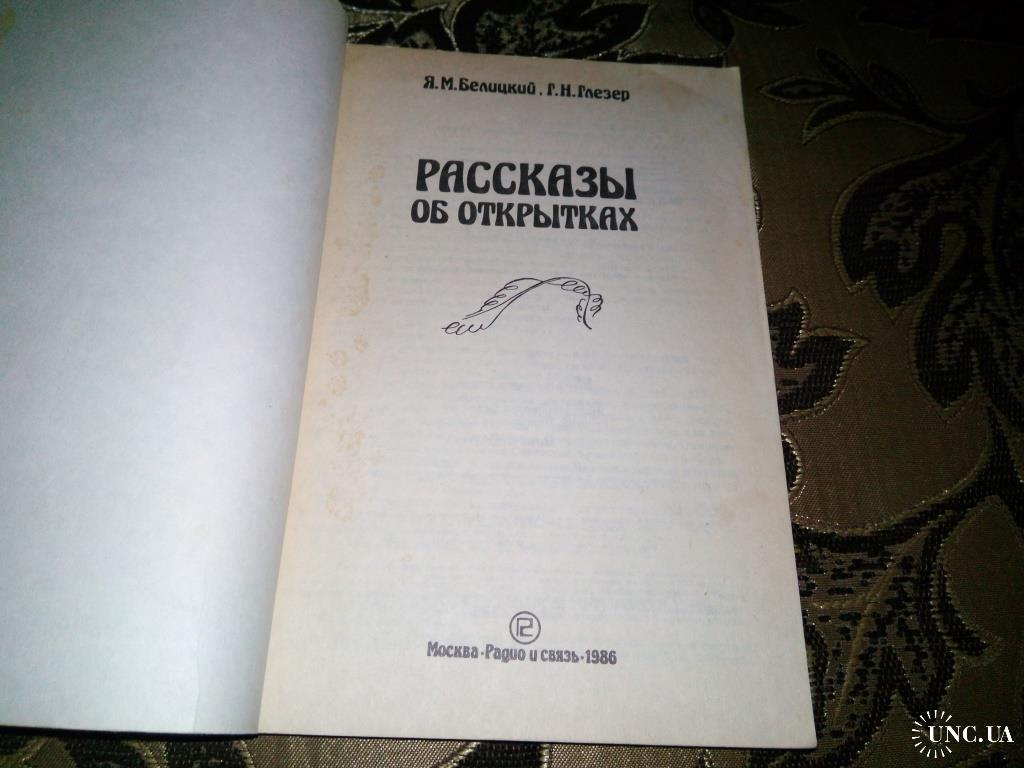 Я.М.Белицкий, Г.Н.Глезер
РАССКАЗЫ
ОБ ОТКРЫТКАХ
Москва·Радио и связь·1986
UNC.UA